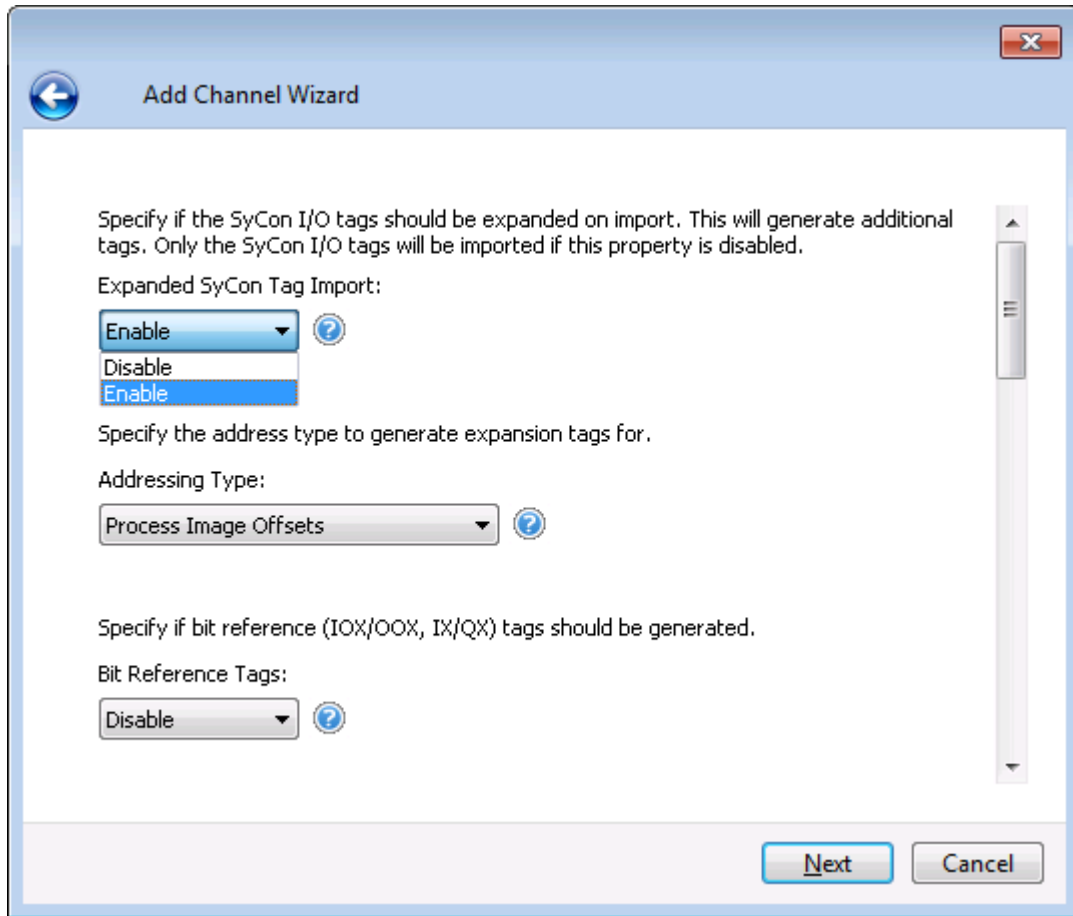 Add Channel Wizard
Specify if the SyCon I/O tags should be expanded on import. This will generate additional
tags. Only the SyCon I/O tags will be imported if this property is disabled.
Expanded SyCon Tag Import:
Enable
Disable
Enable
Specify the address type to generate expansion tags for.
Addressing Type:
Process Image Offsets
Specify if bit reference (IOX/OOX, IX/QX) tags should be generated.
Bit Reference Tags:
Disable
Next
Cancel